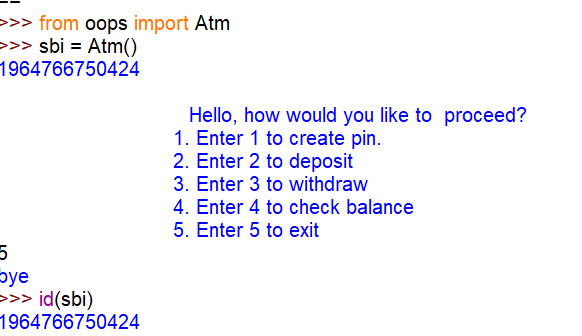 ==
>>> from oops import Atm
>>> sbi = Atm()
1964766750424
Hello, how would you like to  proceed?
1. Enter 1 to create pin.
2. Enter 2 to deposit
3. Enter 3 to withdraw
4. Enter 4 to check balance
5. Enter 5 to exit
5
bye
>>> id(sbi)
1964766750424